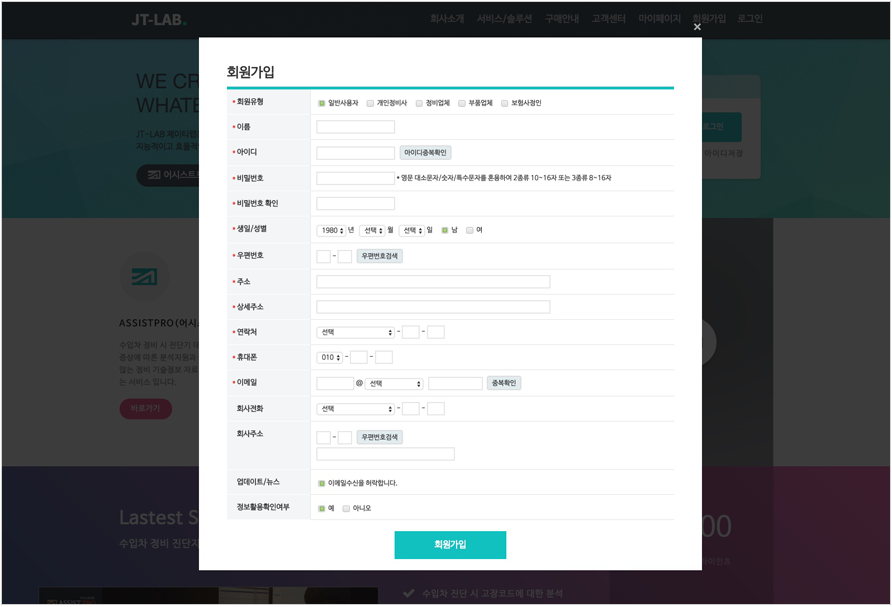 JT-LAB.
회사소개 서비스/솔루션 구매안내 고객센터 마이페이지 회원가입 로그인
×
WE CR
WHATE
JT-LAB 제이티랩
지능적이고 효율적
어시스트
로그인
아이디저장
회원가입
• 회원유형 일반사용자 개인정비사 정비업체 부품업체 보험사정인
• 이름
• 아이디 아이디중복확인
• 비밀번호 • 영문 대소문자/숫자/특수문자를 혼용하여 2종류 10~16자 또는 3종류 8~16자
• 비밀번호 확인
• 생일/성별 1980 년 선택 월 선택 일 남 여
• 우편번호 - 우편번호검색
• 주소
• 상세주소
• 연락처 선택 - -
• 휴대폰 010 - -
• 이메일 @ 선택 중복확인
회사전화 선택 - -
회사주소 - 우편번호검색
업데이트/뉴스 이메일수신을 허락합니다.
정보활용확인여부 예 아니오
회원가입
ASSISTPRO(어시
수입차 정비 시 진단기
증상에 따른 분석지원과
않는 정비 기술정보 자료
는 서비스 입니다.
바로가기
Lastest S
수입차 정비 진단지
00
ASSISTPRO
수입차 진단 시 고장코드에 대한 분석